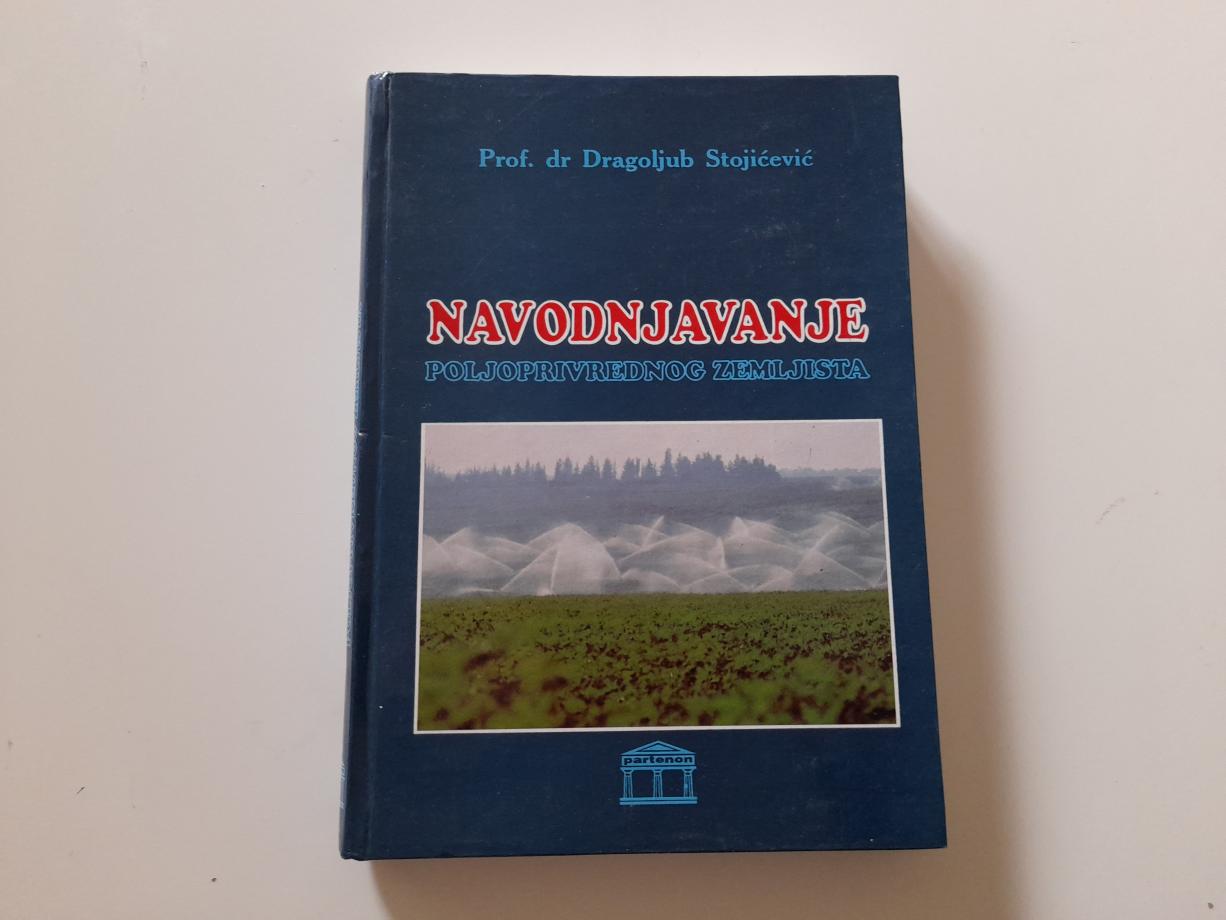 Prof. dr Dragoljub Stojićević
NAVODNJAVANJE
POLJOPRIVREDNOG ZEMLJISTA
partenon